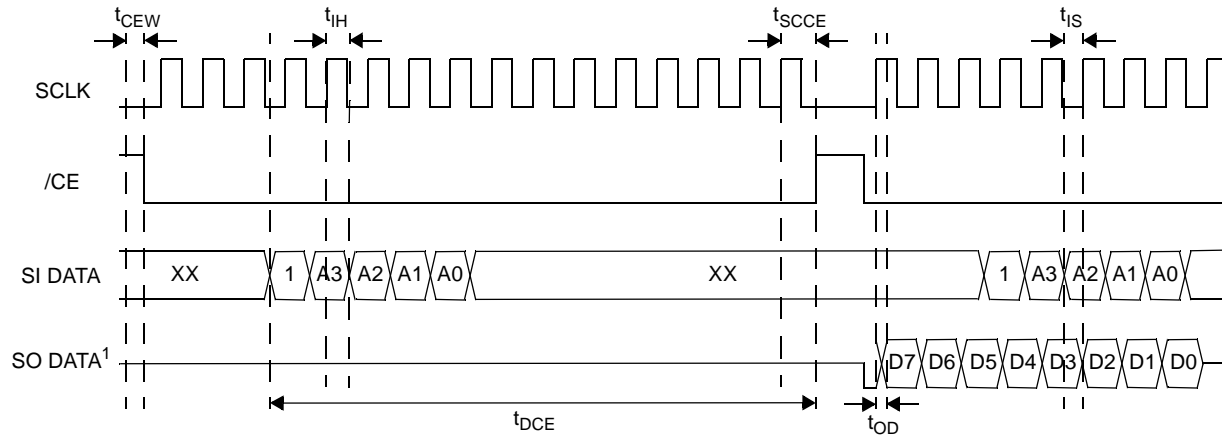 tCEW tIH tSCCE tIS
SCLK
/CE
SI DATA XX 1 A3 A2 A1 A0 XX 1 A3 A2 A1 A0
SO DATA1 D7 D6 D5 D4 D3 D2 D1 D0
tDCE tOD